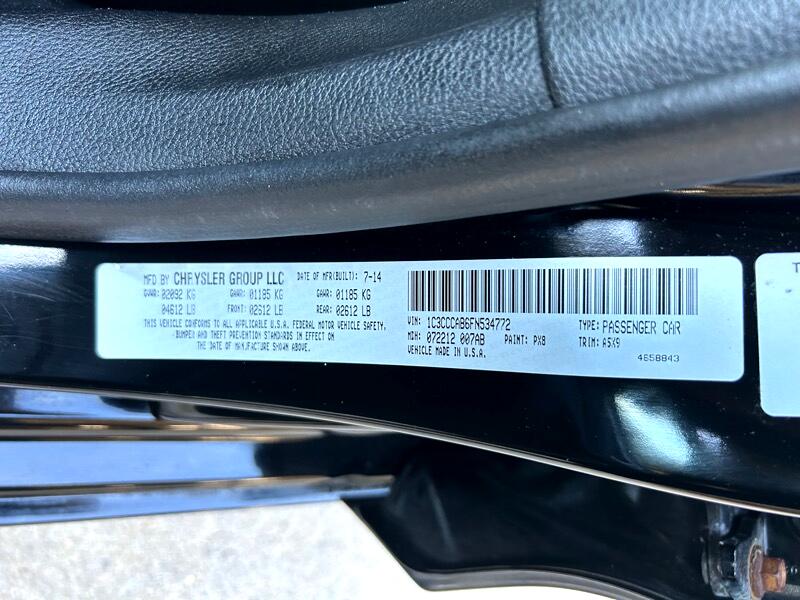 MFD BY CHRYSLER GROUP LLC DATE OF MFR(BUILT): 7-14
GVWR: 02092 KG GAWR: 01185 KG GAWR: 01185 KG
04612 LB FRONT: 02612 LB REAR: 02612 LB
THIS VEHICLE CONFORMS TO ALL APPLICABLE U.S.A. FEDERAL MOTOR VEHICLE SAFETY,
BUMPER AND THEFT PREVENTION STANDARDS IN EFFECT ON
THE DATE OF MANUFACTURE SHOWN ABOVE.
VIN: 1C3CCCAB6FN534772 TYPE: PASSENGER CAR
MDH: 072212 007AB PAINT: PX8 TRIM: A5X9
VEHICLE MADE IN U.S.A. 4658843
T